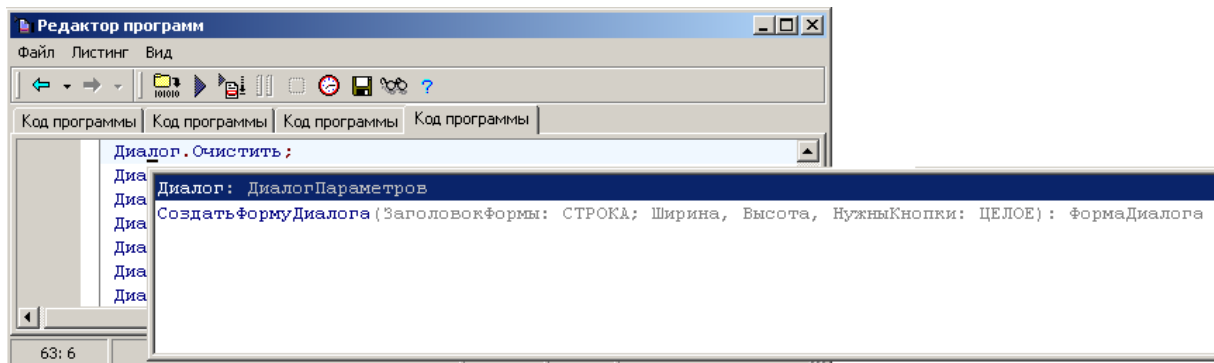 Редактор программ
Файл Листинг Вид
101010 ?
Код программы Код программы Код программы Код программы
Диалог.Очистить;
Диа
Диалог: ДиалогПараметров
Диа
СоздатьФормуДиалога(ЗаголовокФормы: СТРОКА; Ширина, Высота, НужныКнопки: ЦЕЛОЕ): ФормаДиалога
Диа
Диа
Диа
Диа
63: 6